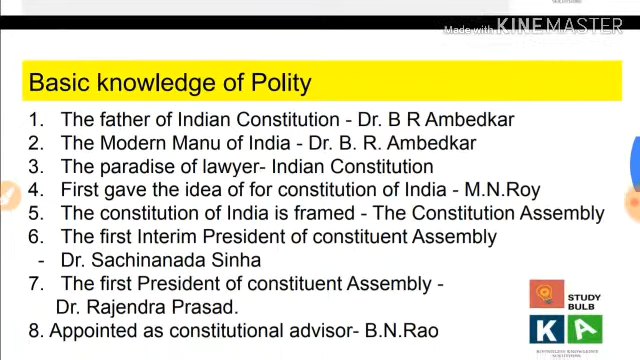 SOLUTIONS
Made with KINEMASTER
Basic knowledge of Polity
1. The father of Indian Constitution - Dr. B R Ambedkar
2. The Modern Manu of India - Dr. B. R. Ambedkar
3. The paradise of lawyer- Indian Constitution
4. First gave the idea of for constitution of India - M.N.Roy
5 The constitution of India is framed - The Constitution Assembly
6. The first Interim President of constituent Assembly
- Dr. Sachinanada Sinha
7. The first President of constituent Assembly -
Dr. Rajendra Prasad.
8. Appointed as constitutional advisor- B.N.Rao
STUDY
BULB
K A
KNOWLEDGE
SOLUTIONS